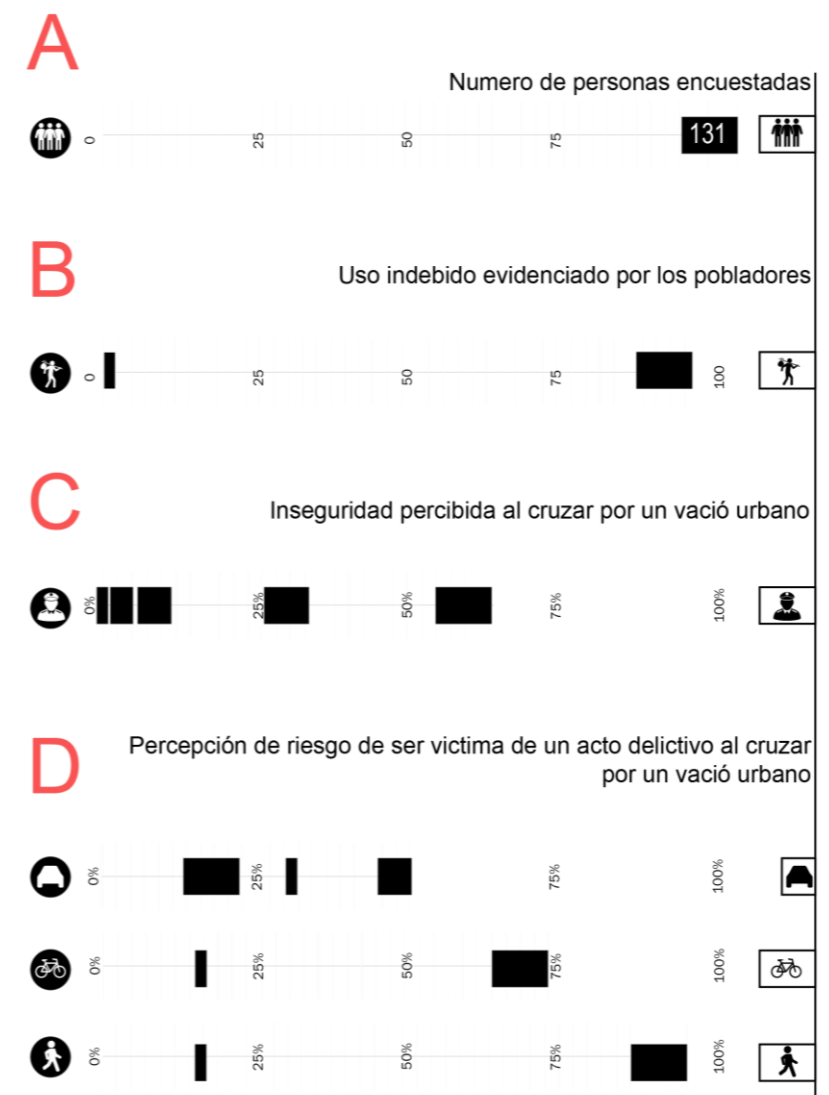 A
Numero de personas encuestadas
0 25 50 75 131
B
Uso indebido evidenciado por los pobladores
0 25 50 75 100
C
Inseguridad percibida al cruzar por un vació urbano
0% 25% 50% 75% 100%
D
Percepción de riesgo de ser victima de un acto delictivo al cruzar
por un vació urbano
0% 25% 75% 100%
0% 25% 50% 75% 100%
0% 25% 50% 75% 100%